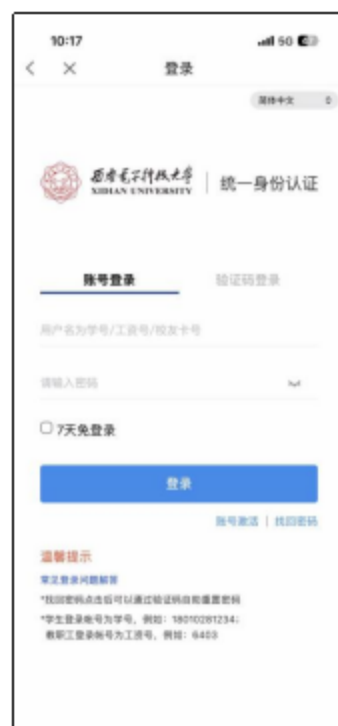 10:17
5G
登录
简体中文
西安电子科技大学
XIDIAN UNIVERSITY
统一身份认证
账号登录 验证码登录
用户名为学号/工资号/校友卡号
请输入密码
7天免登录
登录
账号激活 | 找回密码
温馨提示
常见登录问题解答
*找回密码点击后可以通过验证码自助重置密码
*学生登录帐号为学号，例如：18010281234;
教职工登录帐号为工资号，例如：6403